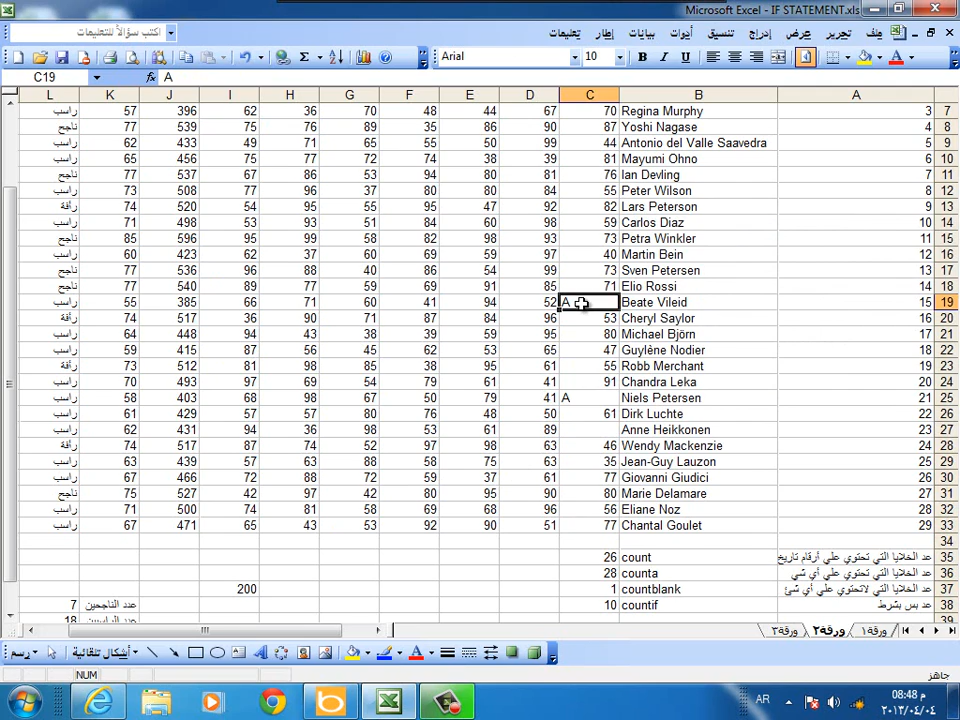 Microsoft Excel - IF STATEMENT.xls
ملف تحرير عرض إدراج تنسيق أدوات بيانات إطار تعليمات
اكتب سؤالاً للتعليمات
Arial 10 B I U
C19 fx A
L K J I H G F E D C B A
راسب 57 396 62 36 70 48 44 67 70 Regina Murphy 3 7
ناجح 77 539 75 76 89 35 86 90 87 Yoshi Nagase 4 8
راسب 62 433 49 71 65 55 50 99 44 Antonio del Valle Saavedra 5 9
راسب 65 456 75 77 72 74 38 39 81 Mayumi Ohno 6 10
ناجح 77 537 67 86 53 94 80 81 76 Ian Devling 7 11
راسب 73 508 77 96 37 80 80 84 55 Peter Wilson 8 12
رأفة 74 520 54 95 55 95 47 92 82 Lars Peterson 9 13
راسب 71 498 53 93 51 84 60 98 59 Carlos Diaz 10 14
ناجح 85 596 95 99 58 82 98 93 73 Petra Winkler 11 15
راسب 60 423 62 37 69 60 59 97 40 Martin Bein 12 16
ناجح 77 536 96 88 40 86 54 99 73 Sven Petersen 13 17
ناجح 77 540 89 77 60 69 91 85 71 Elio Rossi 14 18
راسب 55 385 66 71 60 41 94 52 A Beate Vileid 15 19
رأفة 74 517 36 90 71 87 84 96 53 Cheryl Saylor 16 20
راسب 64 448 94 43 38 39 59 95 80 Michael Björn 17 21
راسب 59 415 87 56 45 62 53 65 47 Guylène Nodier 18 22
رأفة 73 512 81 98 85 38 95 61 55 Robb Merchant 19 23
راسب 70 493 97 69 54 79 61 41 91 Chandra Leka 20 24
راسب 58 403 68 98 67 50 79 41 A Niels Petersen 21 25
راسب 61 429 57 57 80 76 48 50 61 Dirk Luchte 22 26
راسب 62 431 94 36 98 53 61 89 Anne Heikkonen 23 27
رأفة 74 517 87 74 52 97 98 63 46 Wendy Mackenzie 24 28
راسب 63 439 57 63 88 58 75 63 35 Jean-Guy Lauzon 25 29
راسب 67 466 72 88 72 59 37 61 77 Giovanni Giudici 26 30
ناجح 75 527 42 97 42 80 95 90 80 Marie Delamare 27 31
راسب 71 500 74 81 58 68 67 96 56 Eliane Noz 28 32
راسب 67 471 65 43 53 92 90 51 77 Chantal Goulet 29 33
34
26 count عد الخلايا التي تحتوي علي أرقام تاريخ 35
28 counta عد الخلايا التي تحتوي علي أي شي 36
200 1 countblank عد الخلايا التي لاتحتوي علي أي شئ 37
7 عدد الناجحين 10 countif عد بس بشرط 38
18 39
ورقة١ ورقة٢ ورقة٣
رسم أشكال تلقائية
جاهز NUM
AR
08:48 م
٢٠١٣/٠٤/٠٤